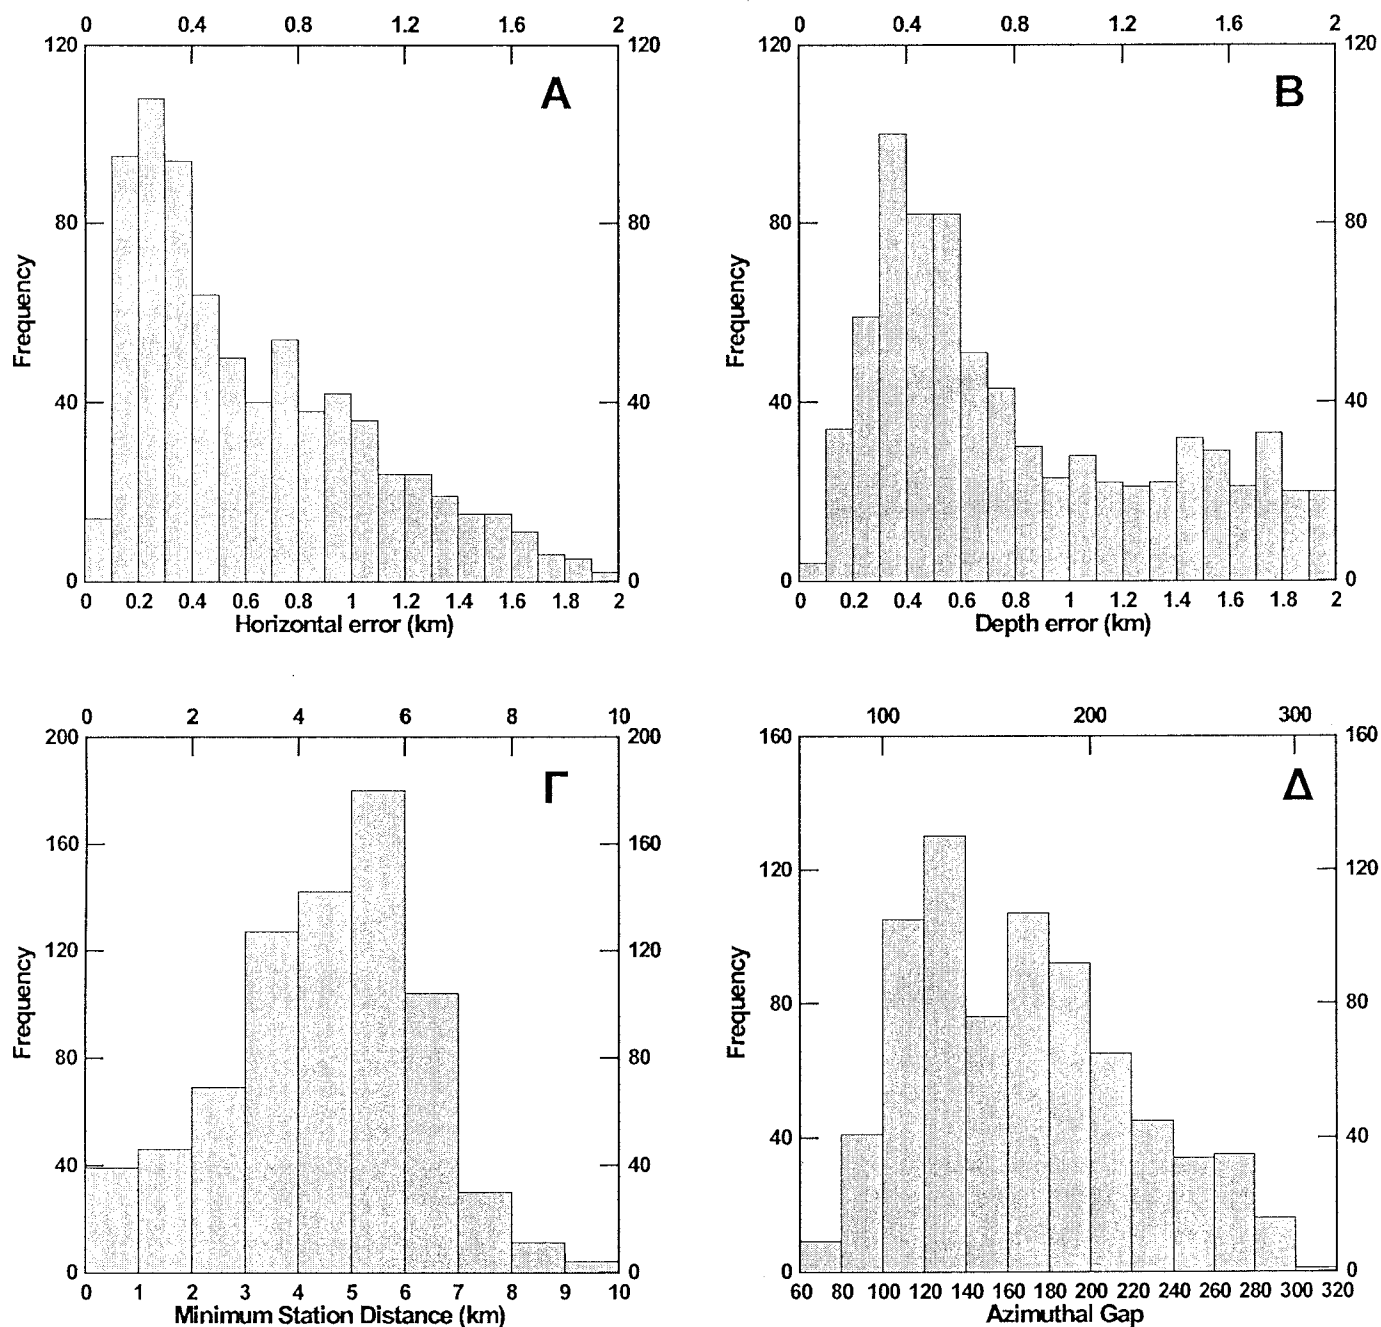 0 0.4 0.8 1.2 1.6 2
120 120
A
80 80
Frequency
40 40
0 0
0 0.2 0.4 0.6 0.8 1 1.2 1.4 1.6 1.8 2
Horizontal error (km)
0 0.4 0.8 1.2 1.6 2
120 120
B
80 80
Frequency
40 40
0 0
0 0.2 0.4 0.6 0.8 1 1.2 1.4 1.6 1.8 2
Depth error (km)
0 2 4 6 8 10
200 200
Γ
160 160
120 120
Frequency
80 80
40 40
0 0
0 1 2 3 4 5 6 7 8 9 10
Minimum Station Distance (km)
100 200 300
160 160
Δ
120 120
Frequency
80 80
40 40
0 0
60 80 100 120 140 160 180 200 220 240 260 280 300 320
Azimuthal Gap